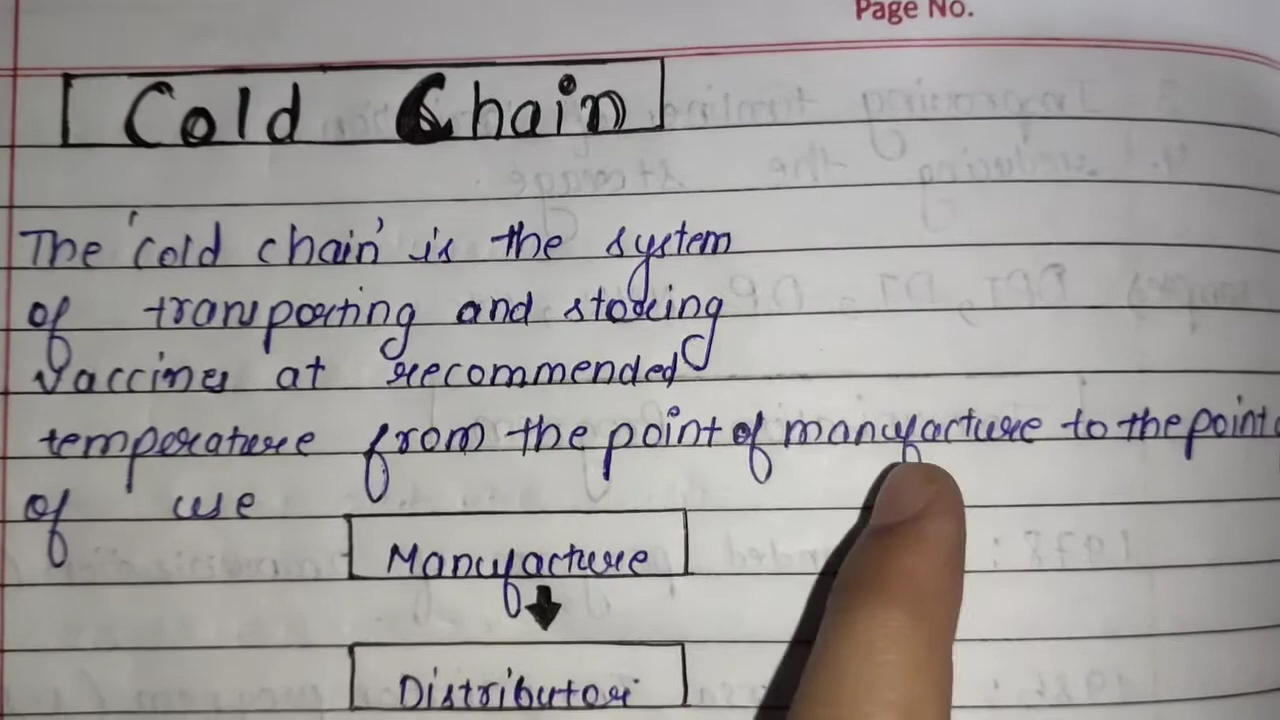 Page No.
Cold Chain
The 'cold chain' is the system
of transporting and storing
Vaccines at recommended
temperature from the point of manufacture to the point
of use
Manufacture
Distributor